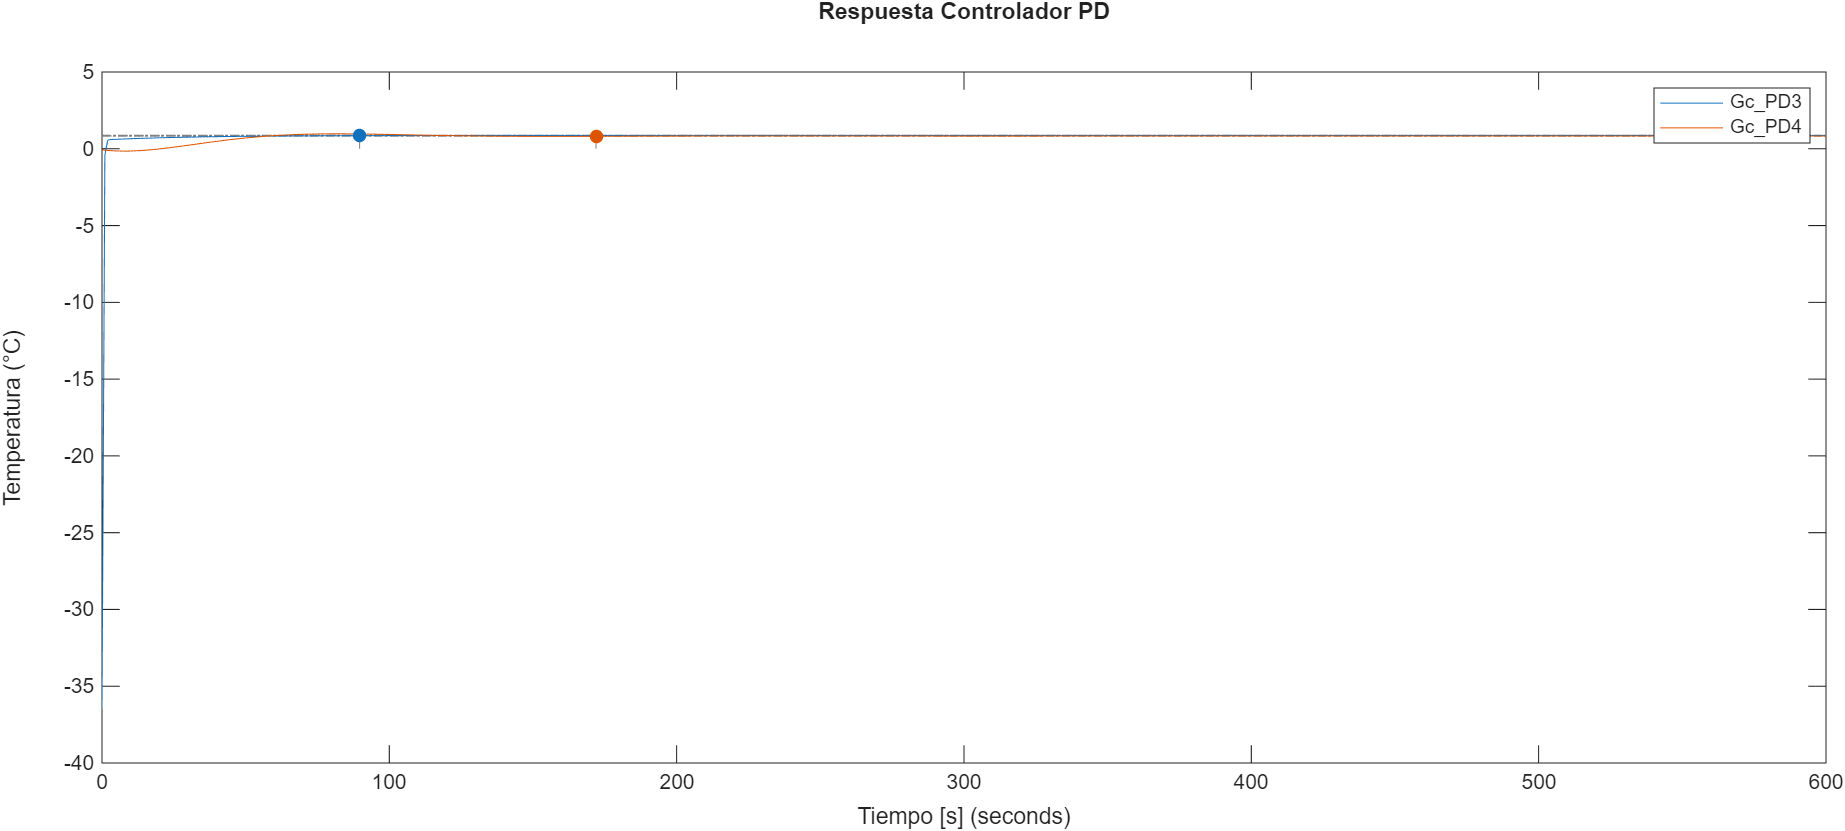 Respuesta Controlador PD
5
0
-5
-10
-15
-20
-25
-30
-35
-40
Temperatura (°C)
Gc_PD3
Gc_PD4
0 100 200 300 400 500 600
Tiempo [s] (seconds)